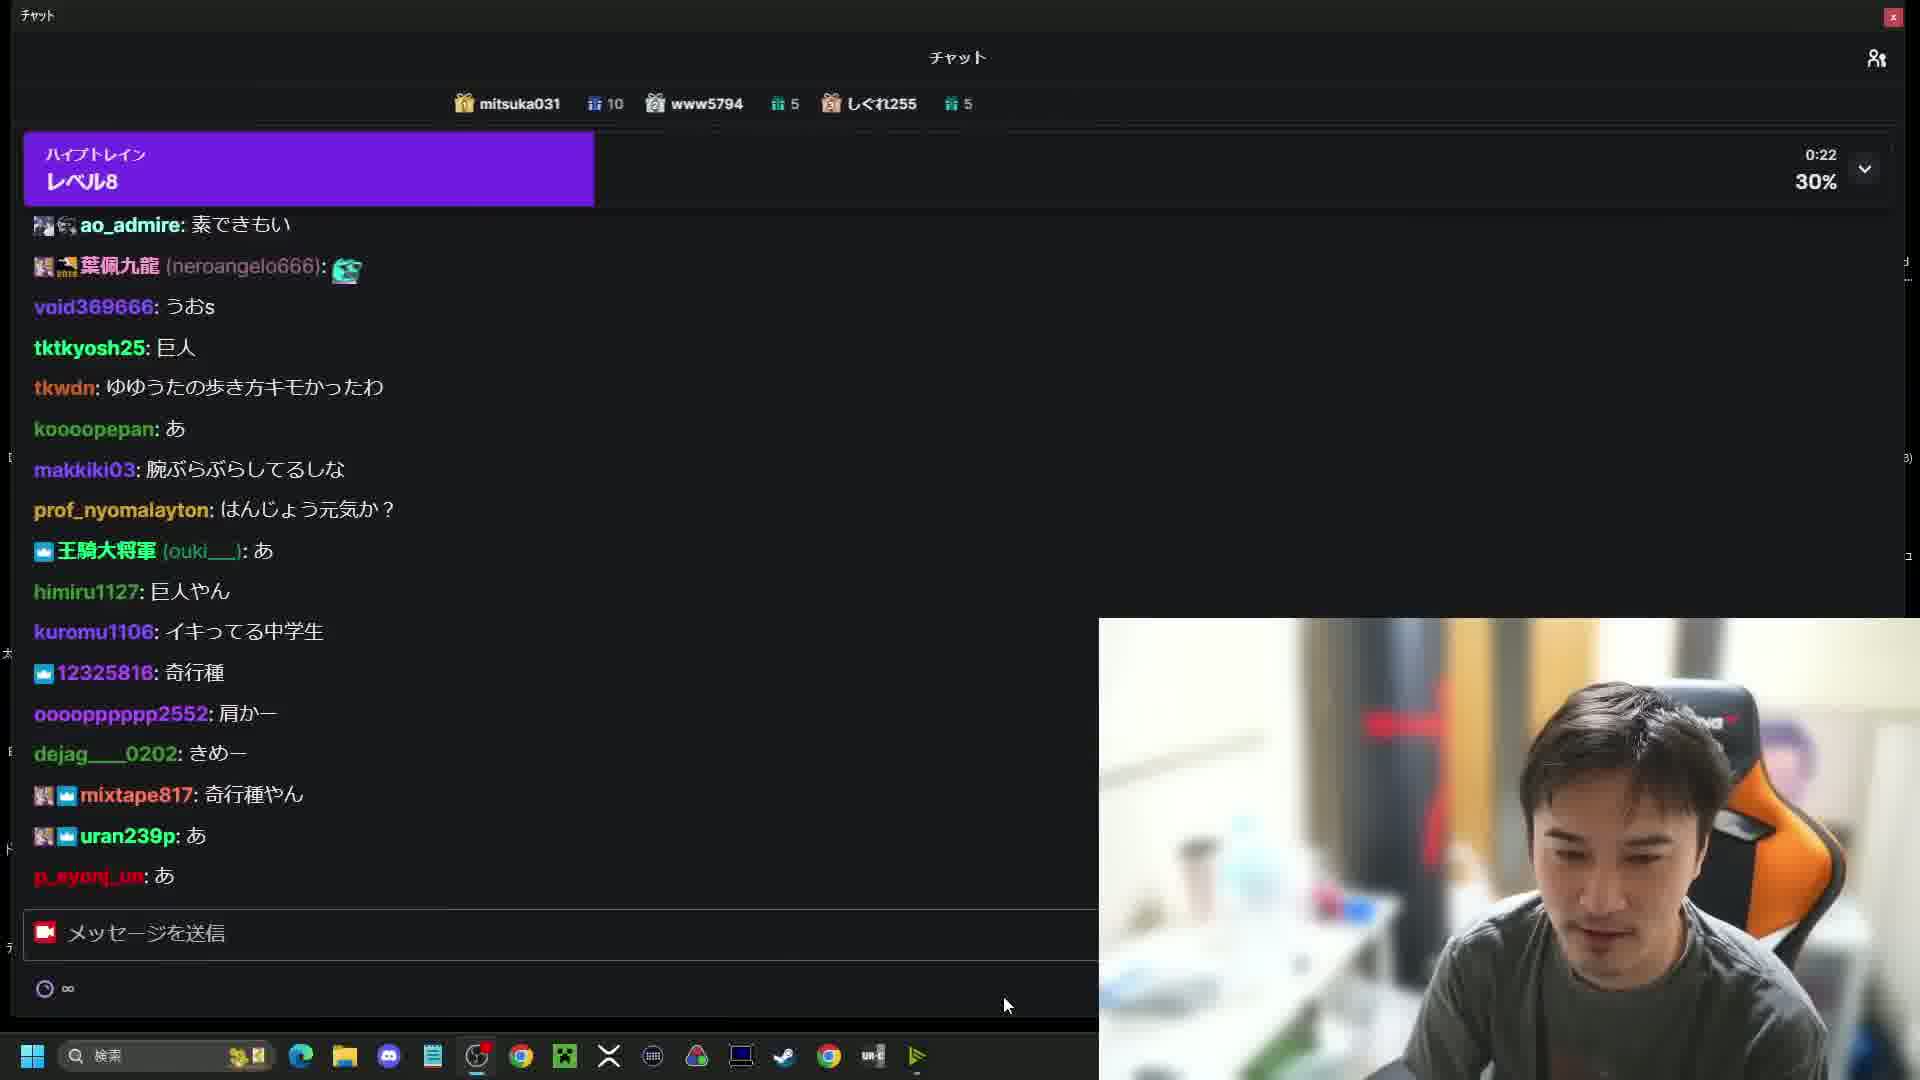 チャット
チャット
mitsuka031 10 www5794 5 しぐれ255 5
ハイプトレイン
レベル8
0:22
30%
ao_admire: 素できもい
葉佩九龍 (neroangelo666):
void369666: うおs
tktkyosh25: 巨人
tkwdn: ゆゆうたの歩き方キモかったわ
koooopepan: あ
makkiki03: 腕ぶらぶらしてるしな
prof_nyomalayton: はんじょう元気か？
王騎大将軍 (ouki___): あ
himiru1127: 巨人やん
kuromu1106: イキってる中学生
12325816: 奇行種
oooopppppp2552: 肩かー
dejag____0202: きめー
mixtape817: 奇行種やん
uran239p: あ
p_eyonj_un: あ
メッセージを送信
∞
検索
UR-C